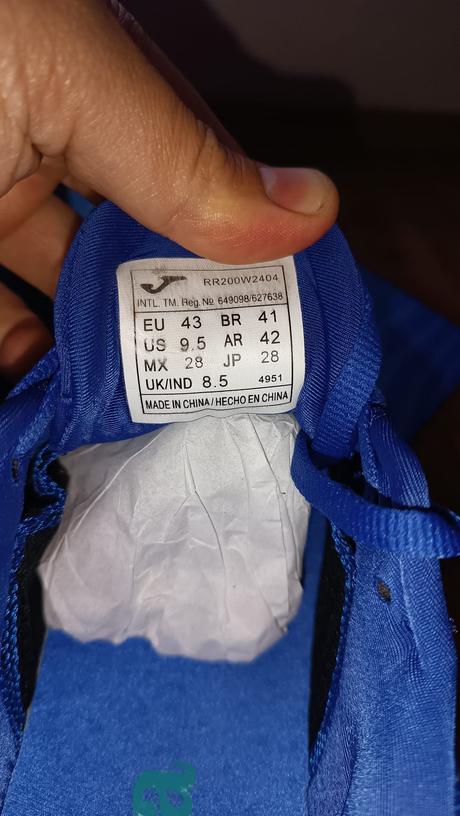 RR200W2404
INTL. TM. Reg. № 649098/627638
EU 43 BR 41
US 9.5 AR 42
MX 28 JP 28
UK/IND 8.5 4951
MADE IN CHINA / HECHO EN CHINA
a